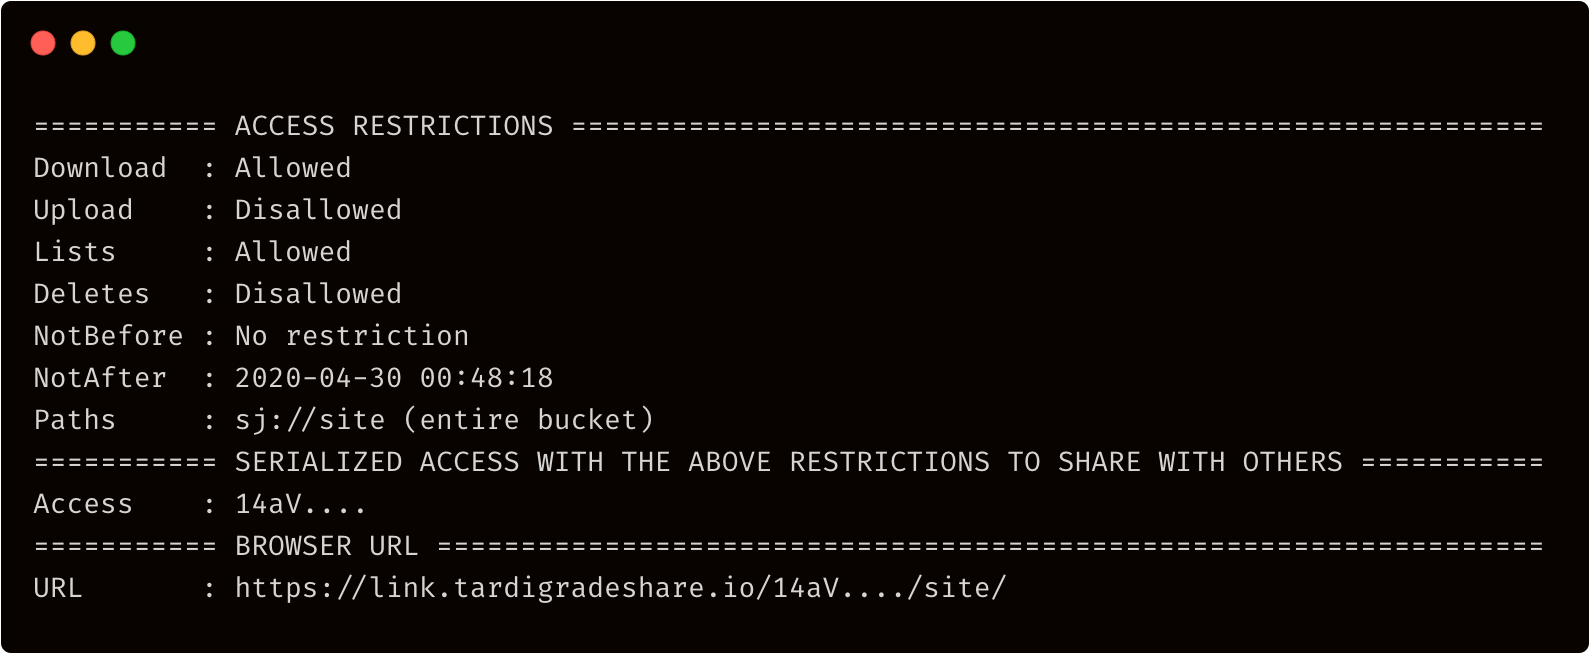 =========== ACCESS RESTRICTIONS ==========================================================
Download  : Allowed
Upload    : Disallowed
Lists     : Allowed
Deletes   : Disallowed
NotBefore : No restriction
NotAfter  : 2020-04-30 00:48:18
Paths     : sj://site (entire bucket)
=========== SERIALIZED ACCESS WITH THE ABOVE RESTRICTIONS TO SHARE WITH OTHERS ===========
Access    : 14aV....
=========== BROWSER URL ==================================================================
URL       : https://link.tardigradeshare.io/14aV..../site/